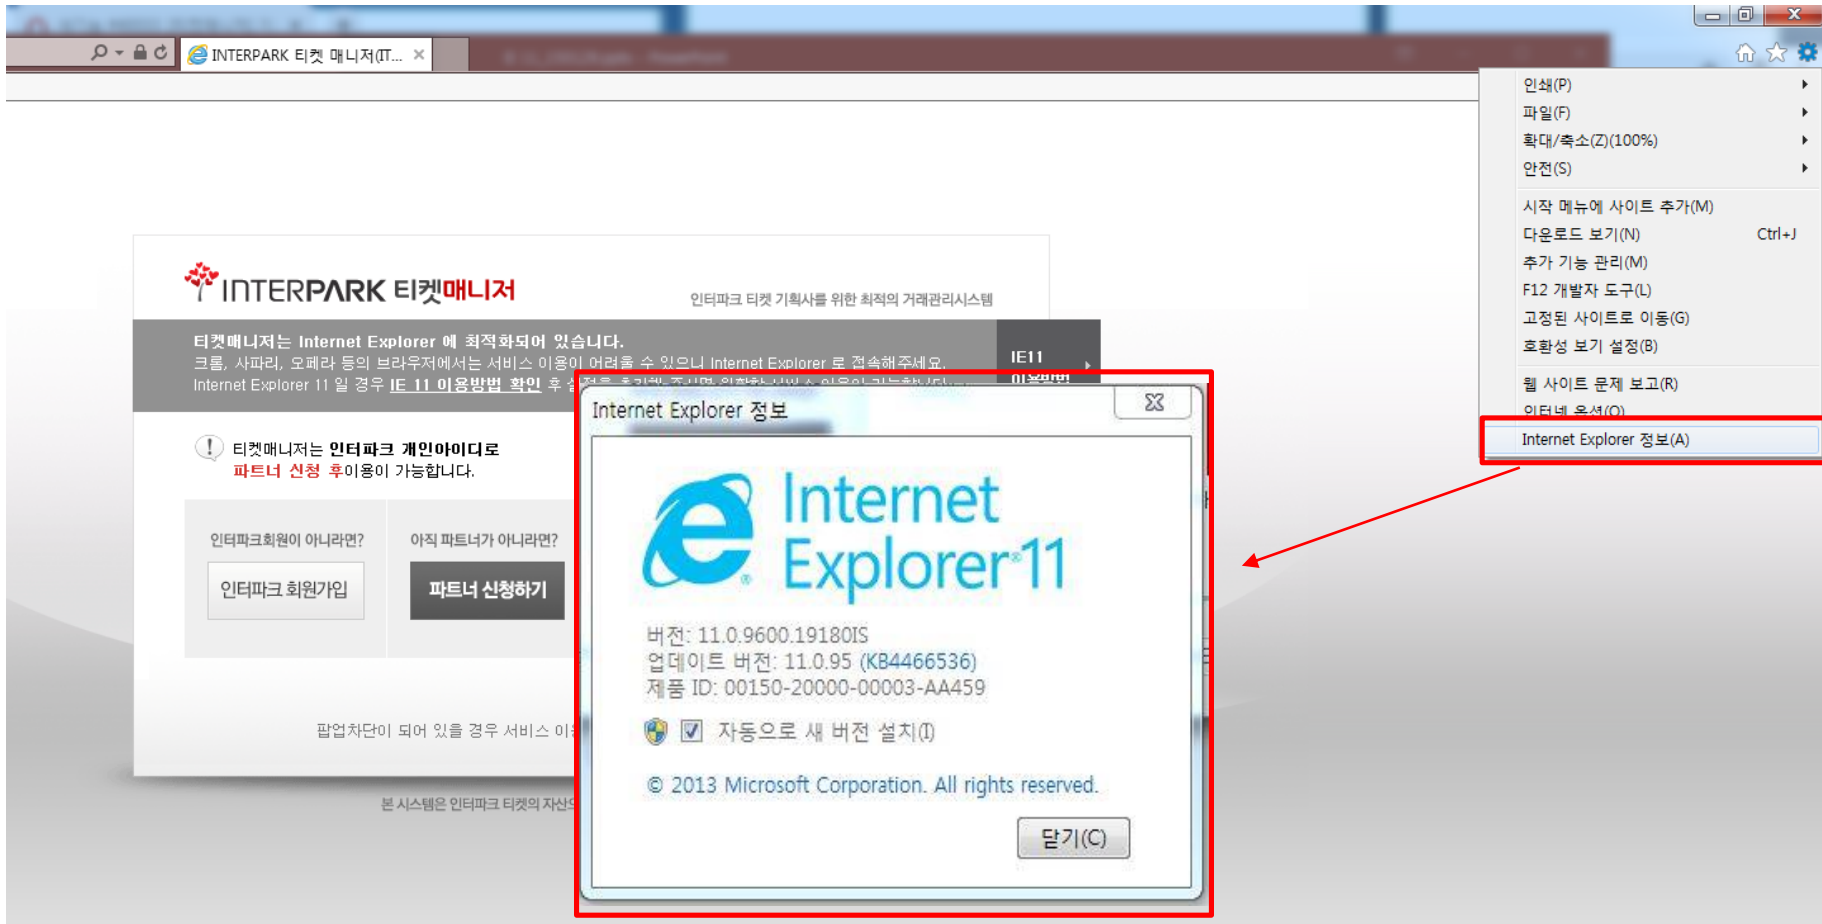 INTERPARK 티켓 매니저(IT...
인쇄(P)
파일(F)
확대/축소(Z)(100%)
안전(S)
시작 메뉴에 사이트 추가(M)
다운로드 보기(N) Ctrl+J
추가 기능 관리(M)
F12 개발자 도구(L)
고정된 사이트로 이동(G)
호환성 보기 설정(B)
웹 사이트 문제 보고(R)
인터넷 옵션(O)
Internet Explorer 정보(A)
INTERPARK 티켓매니저
인터파크 티켓 기획사를 위한 최적의 거래관리시스템
티켓매니저는 Internet Explorer 에 최적화되어 있습니다.
크롬, 사파리, 오페라 등의 브라우저에서는 서비스 이용이 어려울 수 있으니 Internet Explorer 로 접속해주세요.
Internet Explorer 11 일 경우 IE 11 이용방법 확인 후
IE11
이용방법
티켓매니저는 인터파크 개인아이디로
파트너 신청 후이용이 가능합니다.
인터파크회원이 아니라면?
아직 파트너가 아니라면?
인터파크 회원가입
파트너 신청하기
팝업차단이 되어 있을 경우 서비스
본 시스템은 인터파크 티켓의
Internet Explorer 정보
Internet
Explorer®11
버전: 11.0.9600.19180IS
업데이트 버전: 11.0.95 (KB4466536)
제품 ID: 00150-20000-00003-AA459
자동으로 새 버전 설치(I)
© 2013 Microsoft Corporation. All rights reserved.
닫기(C)